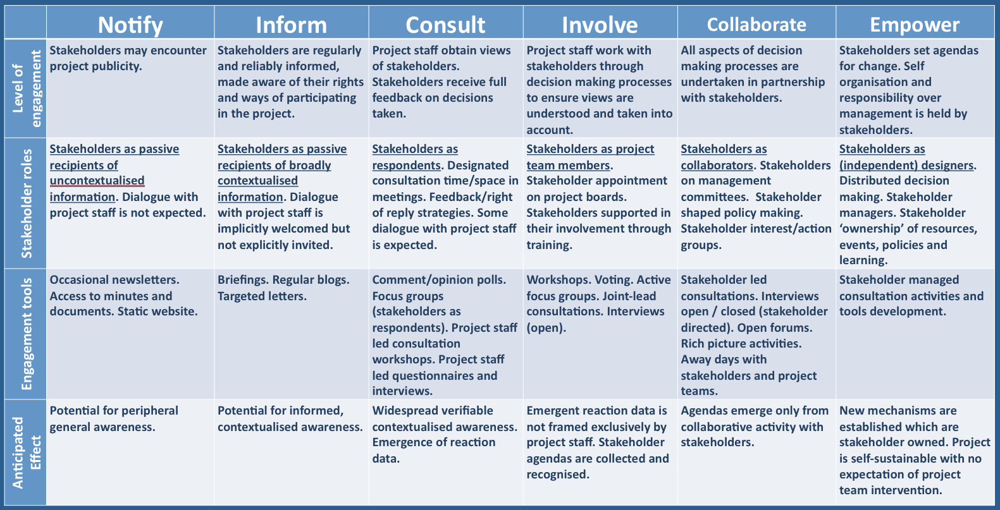 Notify
Inform
Consult
Involve
Collaborate
Empower
Level of
engagement
Stakeholders may encounter
project publicity.
Stakeholders are regularly
and reliably informed,
made aware of their rights
and ways of participating
in the project.
Project staff obtain views
of stakeholders.
Stakeholders receive full
feedback on decisions
taken.
Project staff work with
stakeholders through
decision making processes
to ensure views are
understood and taken into
account.
All aspects of decision
making processes are
undertaken in partnership
with stakeholders.
Stakeholders set agendas
for change. Self
organisation and
responsibility over
management is held by
stakeholders.
Stakeholder roles
Stakeholders as passive
recipients of
uncontextualised
information. Dialogue with
project staff is not expected.
Stakeholders as passive
recipients of broadly
contextualised
information. Dialogue
with project staff is
implicitly welcomed but
not explicitly invited.
Stakeholders as
respondents. Designated
consultation time/space in
meetings. Feedback/right
of reply strategies. Some
dialogue with project staff
is expected.
Stakeholders as project
team members.
Stakeholder appointment
on project boards.
Stakeholders supported in
their involvement through
training.
Stakeholders as
collaborators. Stakeholders
on management
committees.  Stakeholder
shaped policy making.
Stakeholder interest/action
groups.
Stakeholders as
(independent) designers.
Distributed decision
making. Stakeholder
managers. Stakeholder
‘ownership’ of resources,
events, policies and
learning.
Engagement tools
Occasional newsletters.
Access to minutes and
documents. Static website.
Briefings. Regular blogs.
Targeted letters.
Comment/opinion polls.
Focus groups
(stakeholders as
respondents). Project staff
led consultation
workshops. Project staff
led questionnaires and
interviews.
Workshops. Voting. Active
focus groups. Joint-lead
consultations. Interviews
(open).
Stakeholder led
consultations. Interviews
open / closed (stakeholder
directed). Open forums.
Rich picture activities.
Away days with
stakeholders and project
teams.
Stakeholder managed
consultation activities and
tools development.
Anticipated
Effect
Potential for peripheral
general awareness.
Potential for informed,
contextualised awareness.
Widespread verifiable
contextualised awareness.
Emergence of reaction
data.
Emergent reaction data is
not framed exclusively by
project staff. Stakeholder
agendas are collected and
recognised.
Agendas emerge only from
collaborative activity with
stakeholders.
New mechanisms are
established which are
stakeholder owned. Project
is self-sustainable with no
expectation of project
team intervention.